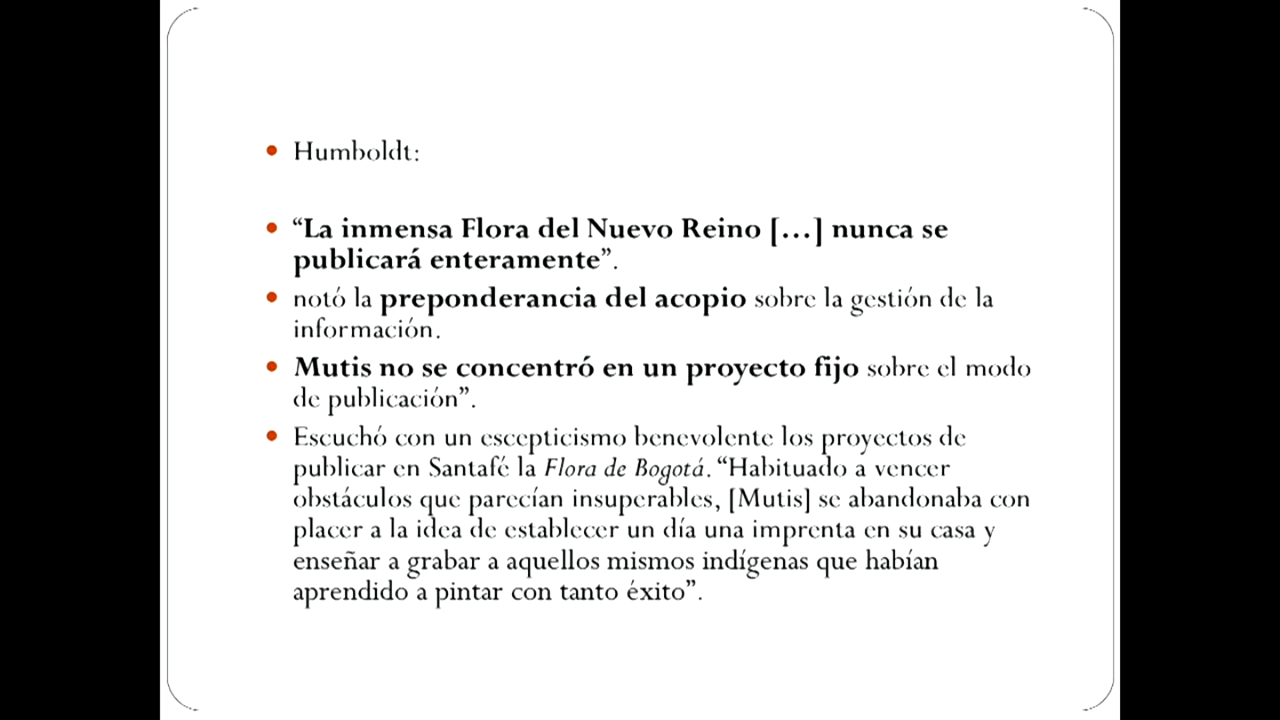 • Humboldt:
• “La inmensa Flora del Nuevo Reino […] nunca se
publicará enteramente”.
• notó la preponderancia del acopio sobre la gestión de la
información.
• Mutis no se concentró en un proyecto fijo sobre el modo
de publicación”.
• Escuchó con un escepticismo benevolente los proyectos de
publicar en Santafé la Flora de Bogotá. “Habituado a vencer
obstáculos que parecían insuperables, [Mutis] se abandonaba con
placer a la idea de establecer un día una imprenta en su casa y
enseñar a grabar a aquellos mismos indígenas que habían
aprendido a pintar con tanto éxito”.